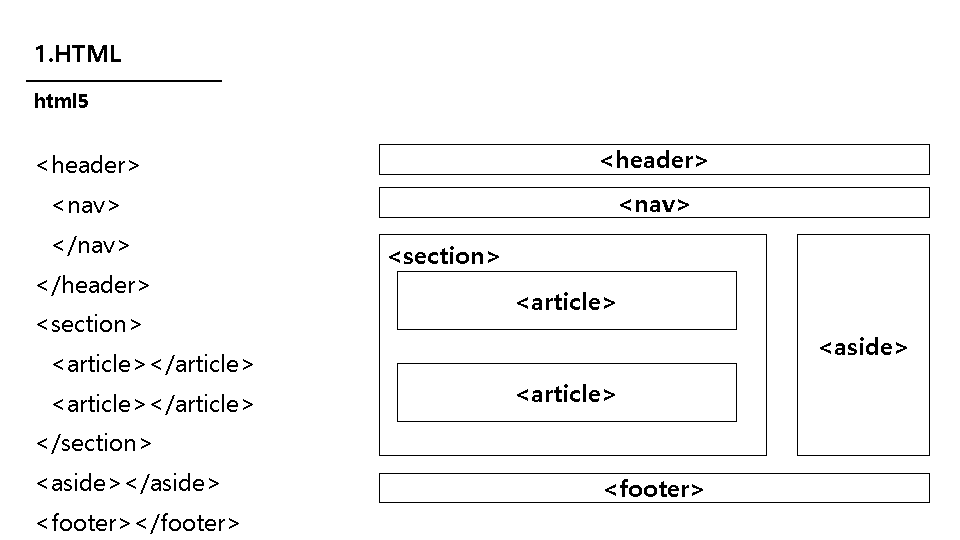 1.HTML
html5
<header>
<nav>
</nav>
</header>
<section>
<article></article>
<article></article>
</section>
<aside></aside>
<footer></footer>
<header>
<nav>
<section>
<article>
<article>
<aside>
<footer>